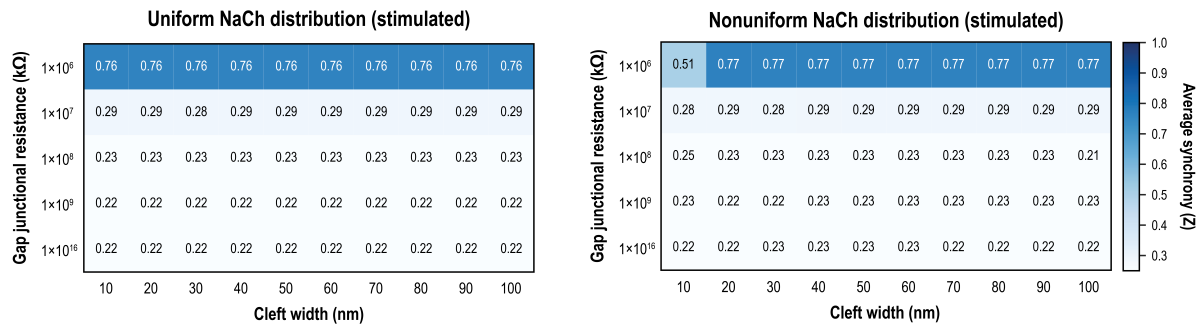 Uniform NaCh distribution (stimulated)
Gap junctional resistance (kΩ)
1×10⁶ 0.76 0.76 0.76 0.76 0.76 0.76 0.76 0.76 0.76 0.76
1×10⁷ 0.29 0.29 0.28 0.29 0.29 0.29 0.29 0.29 0.29 0.29
1×10⁸ 0.23 0.23 0.23 0.23 0.23 0.23 0.23 0.23 0.23 0.23
1×10⁹ 0.22 0.22 0.22 0.22 0.22 0.22 0.22 0.22 0.22 0.22
1×10¹⁶ 0.22 0.22 0.22 0.22 0.22 0.22 0.22 0.22 0.22 0.22
10 20 30 40 50 60 70 80 90 100
Cleft width (nm)
Nonuniform NaCh distribution (stimulated)
Gap junctional resistance (kΩ)
1×10⁶ 0.51 0.77 0.77 0.77 0.77 0.77 0.77 0.77 0.77 0.77
1×10⁷ 0.28 0.29 0.28 0.29 0.29 0.29 0.29 0.29 0.29 0.29
1×10⁸ 0.25 0.23 0.23 0.23 0.23 0.23 0.23 0.23 0.23 0.21
1×10⁹ 0.23 0.22 0.23 0.23 0.23 0.23 0.23 0.23 0.23 0.22
1×10¹⁶ 0.22 0.22 0.23 0.23 0.23 0.23 0.22 0.22 0.22 0.22
10 20 30 40 50 60 70 80 90 100
Cleft width (nm)
1.0
0.9
0.8
0.7
0.6
0.5
0.4
0.3
Average synchrony (Z)